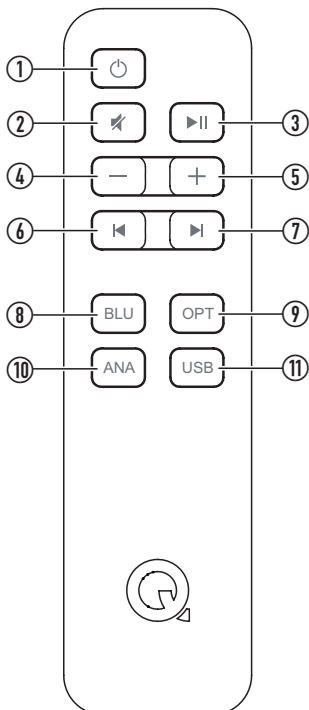 ①
② ③
④ ⑤
⑥ ⑦
⑧ BLU OPT ⑨
⑩ ANA USB ⑪